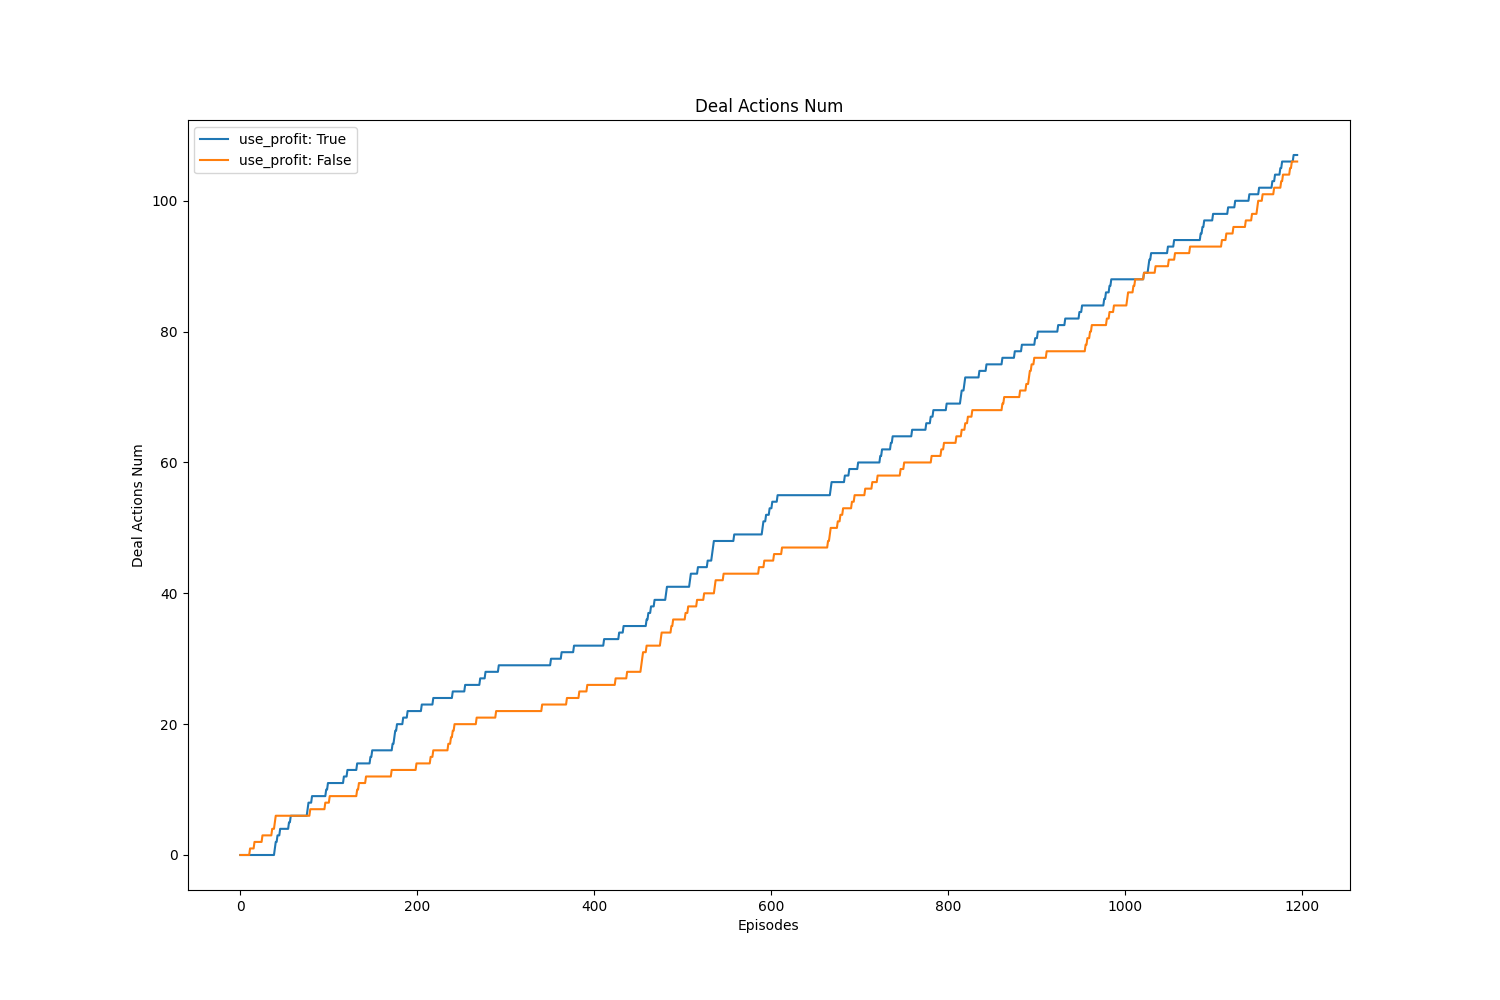 Deal Actions Num
use_profit: True
use_profit: False
100
80
60
40
20
0
Deal Actions Num
0 200 400 600 800 1000 1200
Episodes